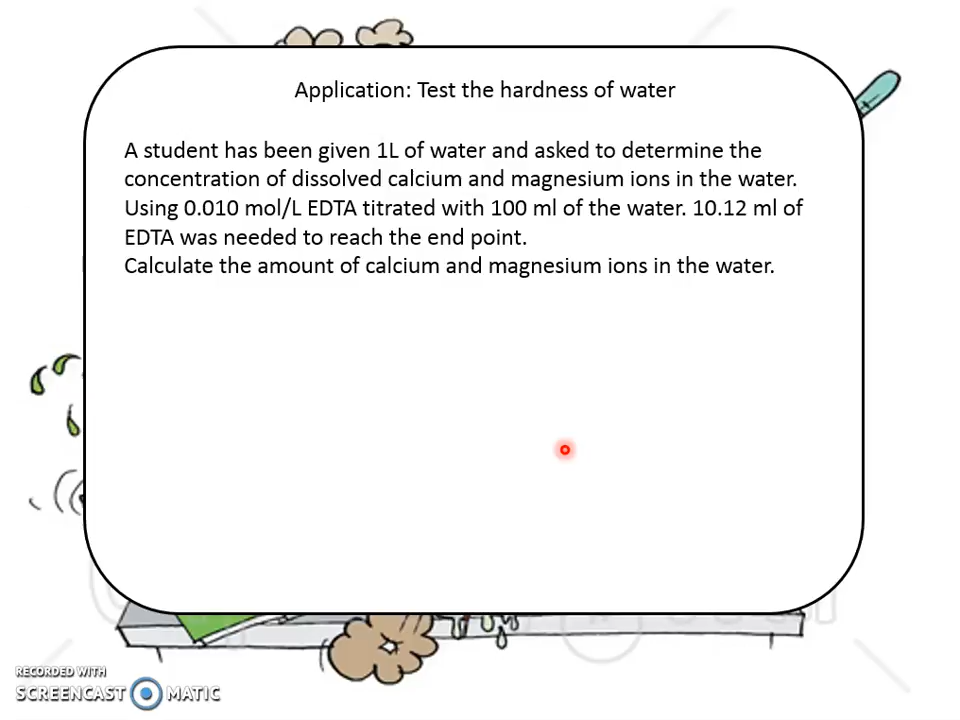 Application: Test the hardness of water
A student has been given 1L of water and asked to determine the
concentration of dissolved calcium and magnesium ions in the water.
Using 0.010 mol/L EDTA titrated with 100 ml of the water. 10.12 ml of
EDTA was needed to reach the end point.
Calculate the amount of calcium and magnesium ions in the water.
RECORDED WITH
SCREENCAST MATIC